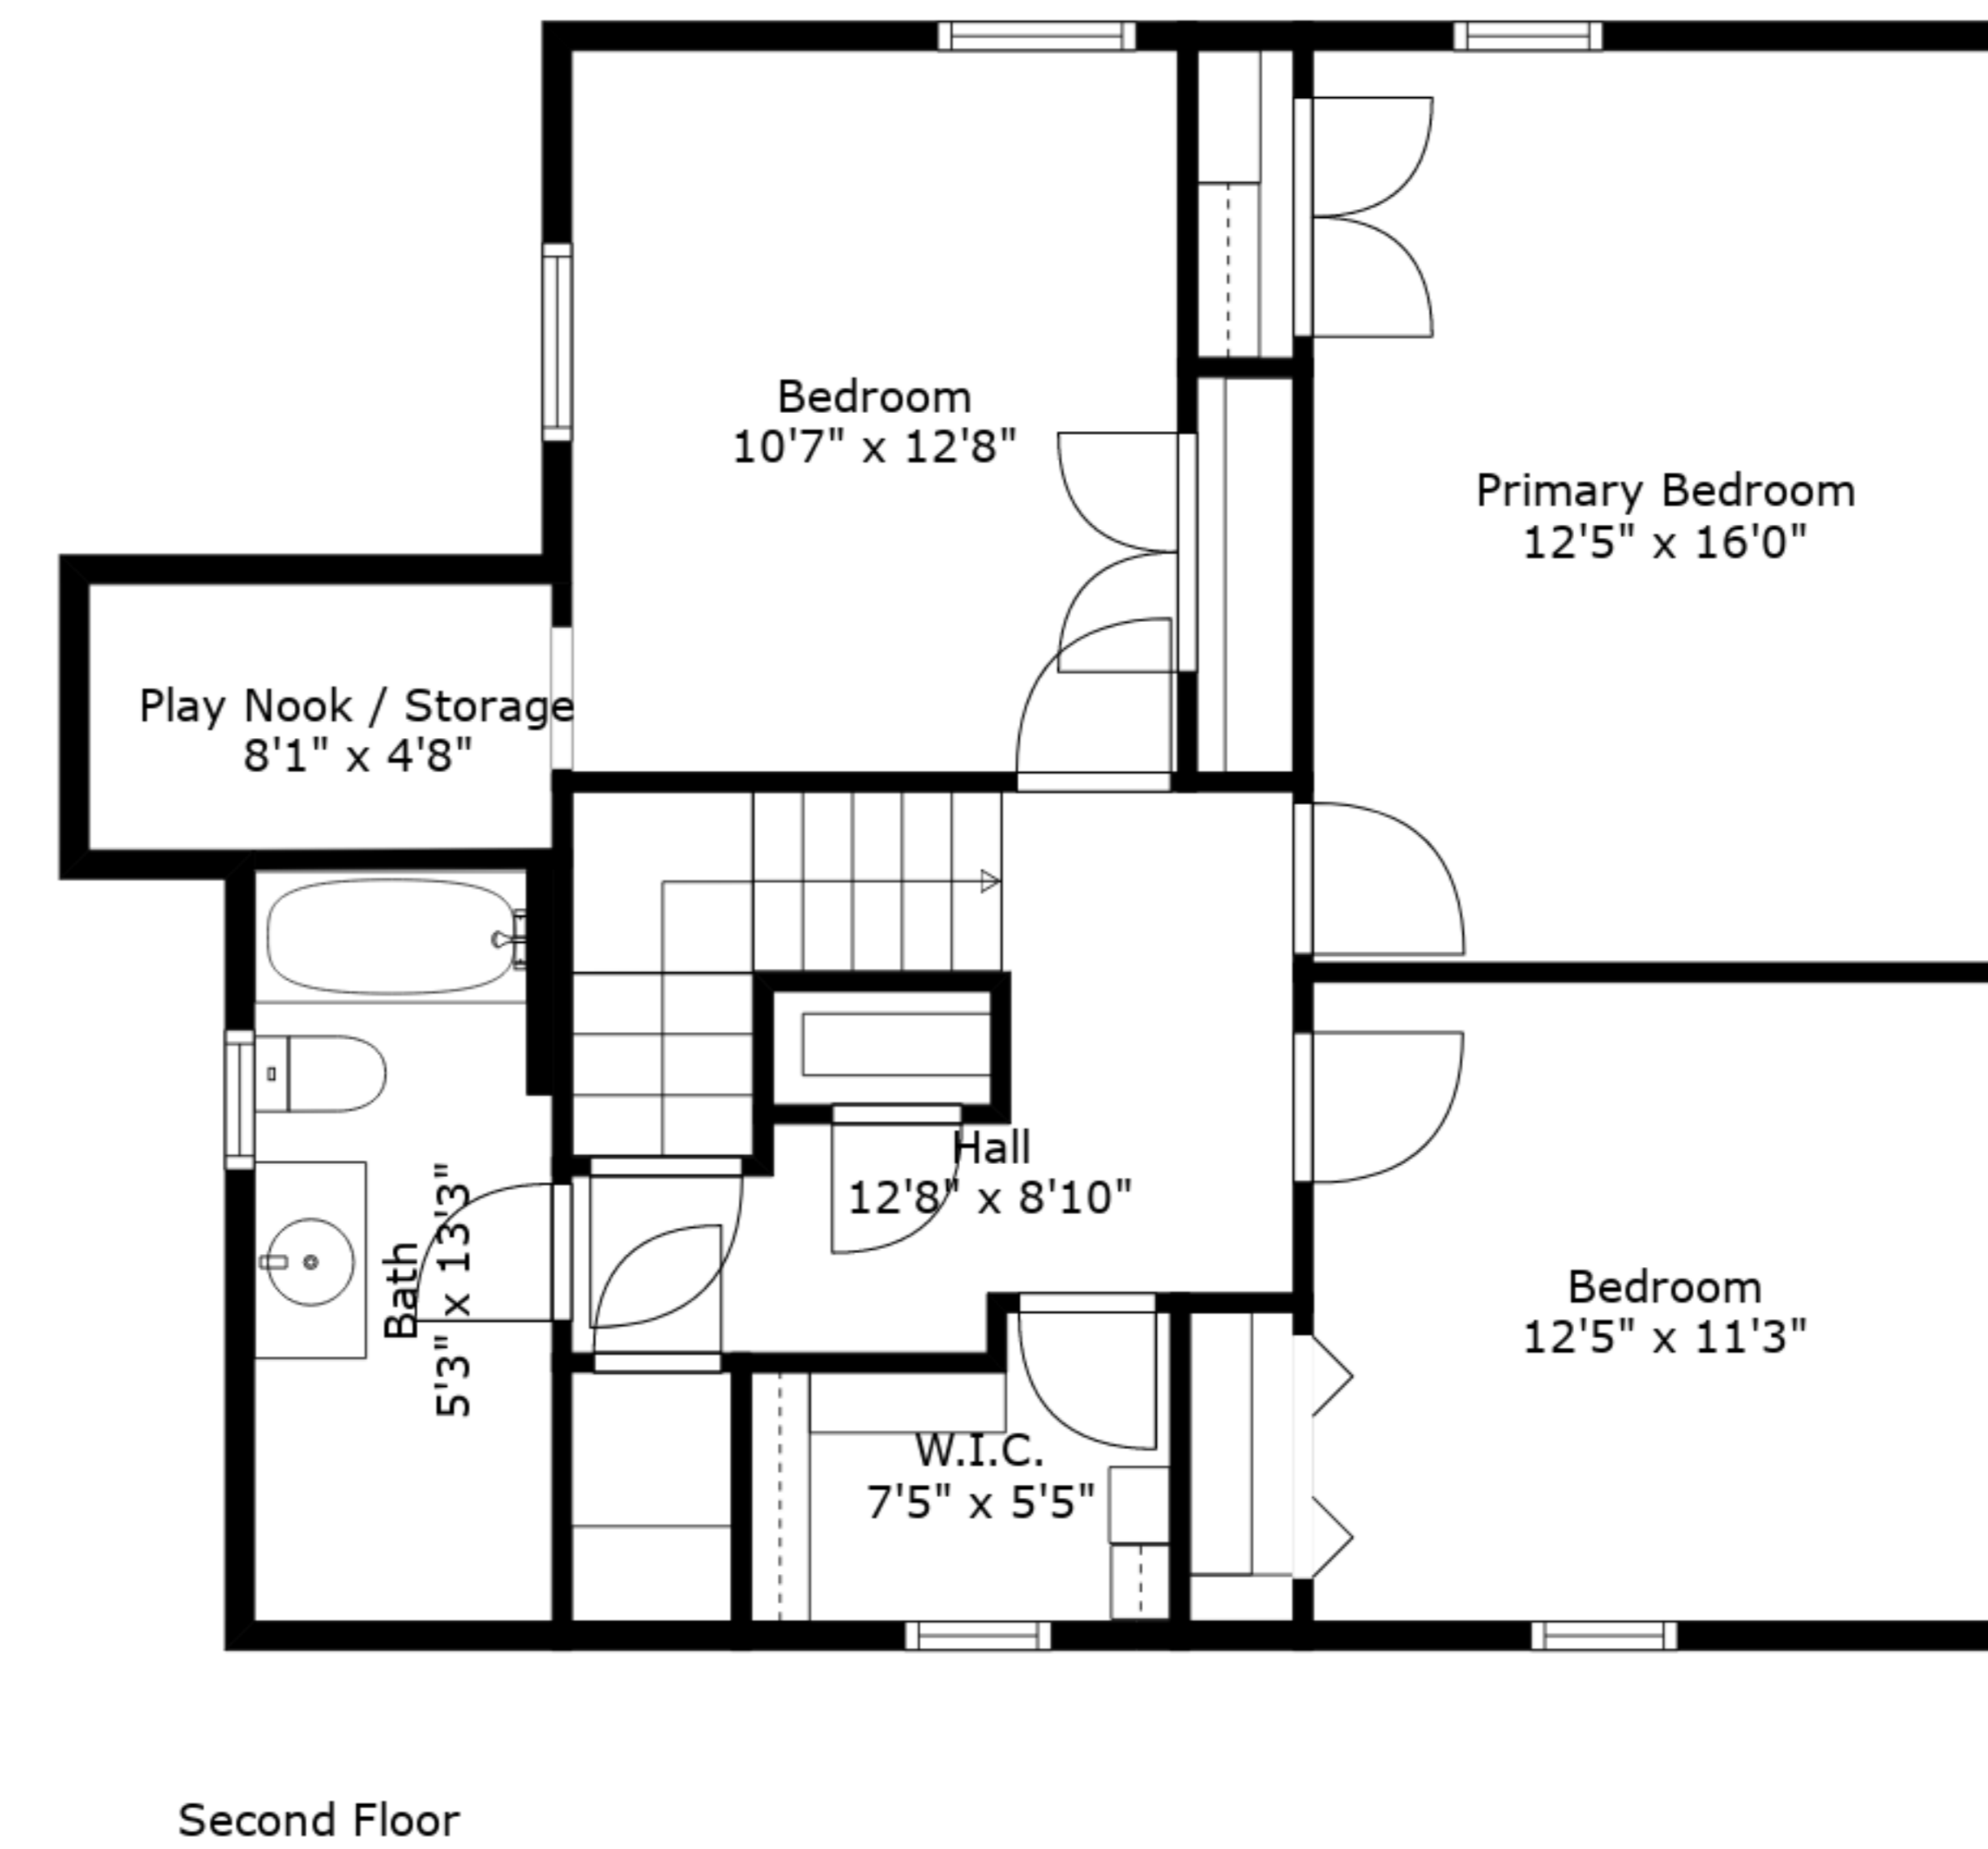 Bedroom
10'7" x 12'8"
Primary Bedroom
12'5" x 16'0"
Play Nook / Storage
8'1" x 4'8"
Hall
12'8" x 8'10"
Bath
5'3" x 13'3"
Bedroom
12'5" x 11'3"
W.I.C.
7'5" x 5'5"
Second Floor